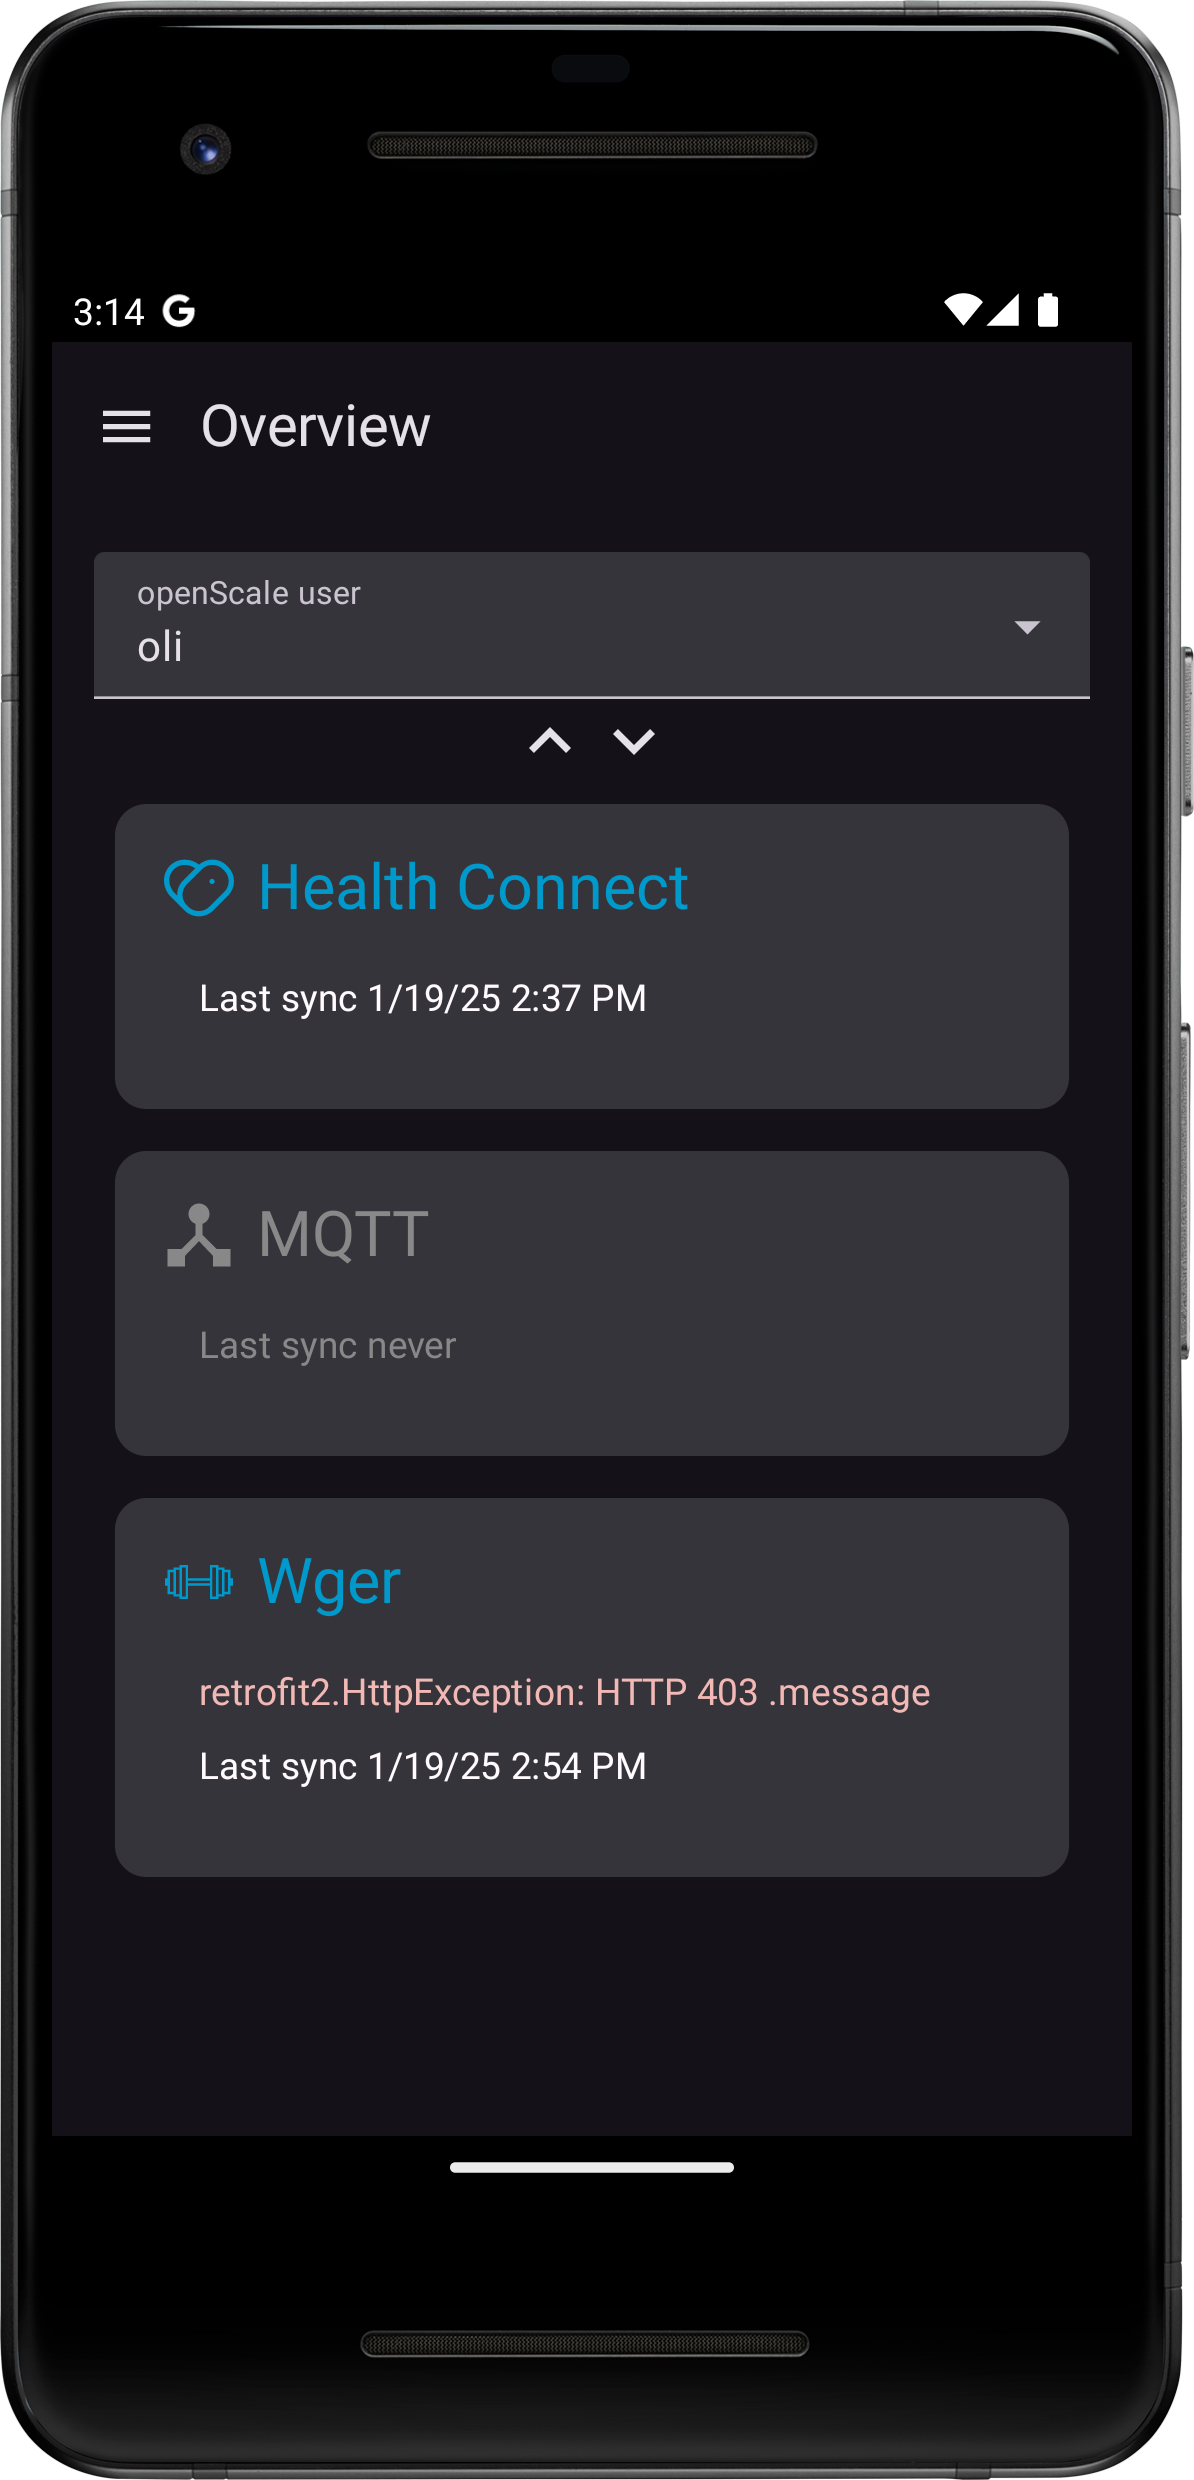 3:14 G
Overview
openScale user
oli
Health Connect
Last sync 1/19/25 2:37 PM
MQTT
Last sync never
Wger
retrofit2.HttpException: HTTP 403 .message
Last sync 1/19/25 2:54 PM